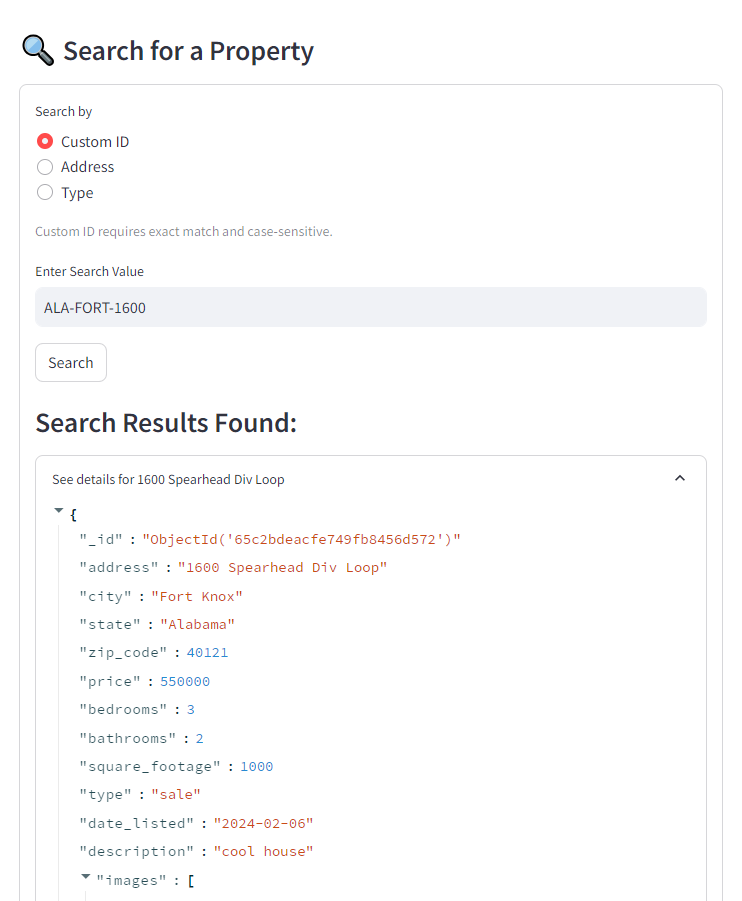 Search for a Property
Search by
Custom ID
Address
Type
Custom ID requires exact match and case-sensitive.
Enter Search Value
ALA-FORT-1600
Search
Search Results Found:
See details for 1600 Spearhead Div Loop
{
"_id" : "ObjectId('65c2bdeacfe749fb8456d572')"
"address" : "1600 Spearhead Div Loop"
"city" : "Fort Knox"
"state" : "Alabama"
"zip_code" : 40121
"price" : 550000
"bedrooms" : 3
"bathrooms" : 2
"square_footage" : 1000
"type" : "sale"
"date_listed" : "2024-02-06"
"description" : "cool house"
"images" : [